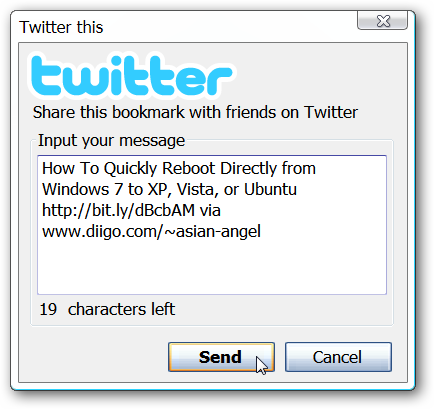 Twitter this
twitter
Share this bookmark with friends on Twitter
Input your message
How To Quickly Reboot Directly from
Windows 7 to XP, Vista, or Ubuntu
http://bit.ly/dBcbAM via
www.diigo.com/~asian-angel
19 characters left
Send Cancel